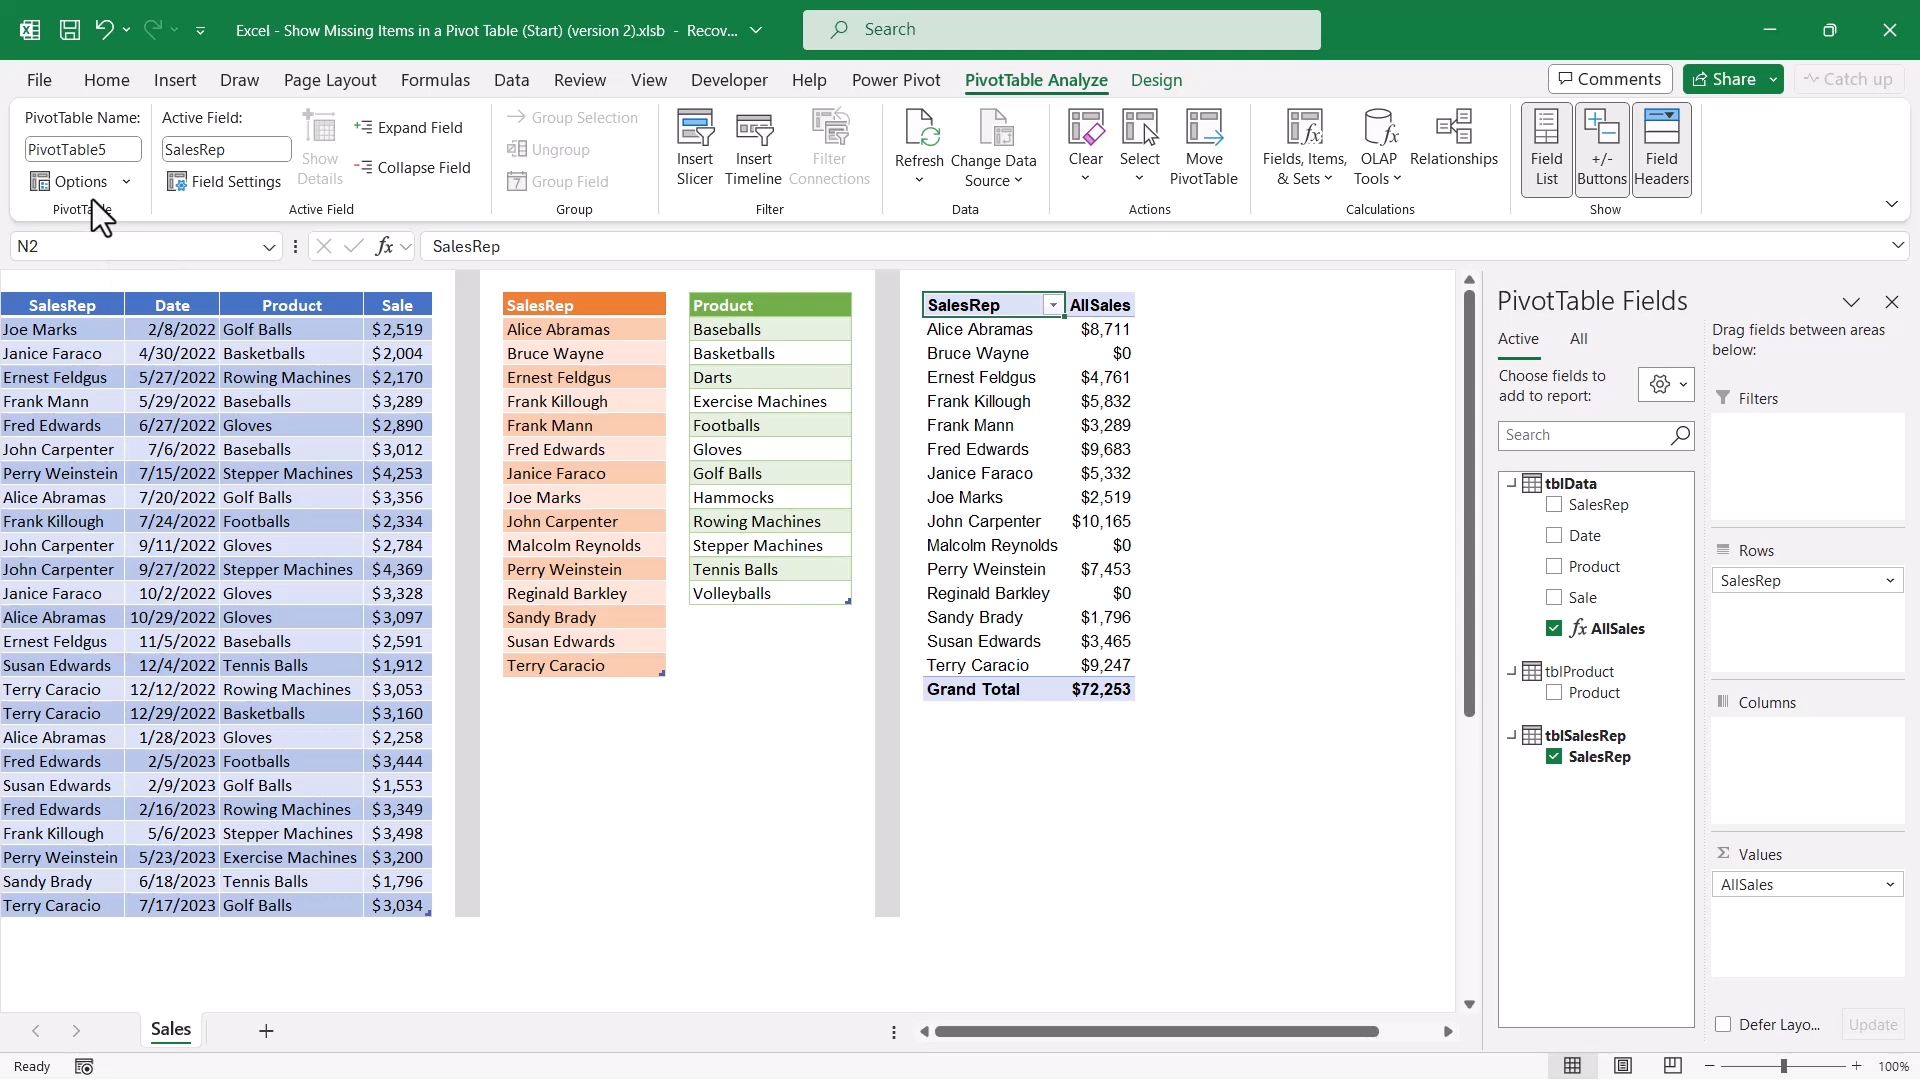 Excel - Show Missing Items in a Pivot Table (Start) (version 2).xlsb - Recov...
Search
File Home Insert Draw Page Layout Formulas Data Review View Developer Help Power Pivot PivotTable Analyze Design
Comments Share Catch up
PivotTable Name:
PivotTable5
Options
Active Field:
SalesRep
Field Settings
Show Details
Expand Field
Collapse Field
Active Field
Group Selection
Ungroup
7 Group Field
Group
Insert Slicer
Insert Timeline
Filter Connections
Filter
Refresh
Change Data Source
Data
Clear
Select
Move PivotTable
Actions
Fields, Items, & Sets
OLAP Tools
Relationships
Calculations
Field List
+/- Buttons
Field Headers
Show
N2
fx
SalesRep
SalesRep Date Product Sale
Joe Marks 2/8/2022 Golf Balls $2,519
Janice Faraco 4/30/2022 Basketballs $2,004
Ernest Feldgus 5/27/2022 Rowing Machines $2,170
Frank Mann 5/29/2022 Baseballs $3,289
Fred Edwards 6/27/2022 Gloves $2,890
John Carpenter 7/6/2022 Baseballs $3,012
Perry Weinstein 7/15/2022 Stepper Machines $4,253
Alice Abramas 7/20/2022 Golf Balls $3,356
Frank Killough 7/24/2022 Footballs $2,334
John Carpenter 9/11/2022 Gloves $2,784
John Carpenter 9/27/2022 Stepper Machines $4,369
Janice Faraco 10/2/2022 Gloves $3,328
Alice Abramas 10/29/2022 Gloves $3,097
Ernest Feldgus 11/5/2022 Baseballs $2,591
Susan Edwards 12/4/2022 Tennis Balls $1,912
Terry Caracio 12/12/2022 Rowing Machines $3,053
Terry Caracio 12/29/2022 Basketballs $3,160
Alice Abramas 1/28/2023 Gloves $2,258
Fred Edwards 2/5/2023 Footballs $3,444
Susan Edwards 2/9/2023 Golf Balls $1,553
Fred Edwards 2/16/2023 Rowing Machines $3,349
Frank Killough 5/6/2023 Stepper Machines $3,498
Perry Weinstein 5/23/2023 Exercise Machines $3,200
Sandy Brady 6/18/2023 Tennis Balls $1,796
Terry Caracio 7/17/2023 Golf Balls $3,034
SalesRep
Alice Abramas
Bruce Wayne
Ernest Feldgus
Frank Killough
Frank Mann
Fred Edwards
Janice Faraco
Joe Marks
John Carpenter
Malcolm Reynolds
Perry Weinstein
Reginald Barkley
Sandy Brady
Susan Edwards
Terry Caracio
Product
Baseballs
Basketballs
Darts
Exercise Machines
Footballs
Gloves
Golf Balls
Hammocks
Rowing Machines
Stepper Machines
Tennis Balls
Volleyballs
SalesRep AllSales
Alice Abramas $8,711
Bruce Wayne $0
Ernest Feldgus $4,761
Frank Killough $5,832
Frank Mann $3,289
Fred Edwards $9,683
Janice Faraco $5,332
Joe Marks $2,519
John Carpenter $10,165
Malcolm Reynolds $0
Perry Weinstein $7,453
Reginald Barkley $0
Sandy Brady $1,796
Susan Edwards $3,465
Terry Caracio $9,247
Grand Total $72,253
PivotTable Fields
Active All
Choose fields to
add to report:
Search
tblData
SalesRep
Date
Product
Sale
fx AllSales
tblProduct
Product
tblSalesRep
SalesRep
Drag fields between areas
below:
Filters
Rows
SalesRep
Columns
Σ Values
AllSales
Defer Layo... Update
Sales
Ready
100%